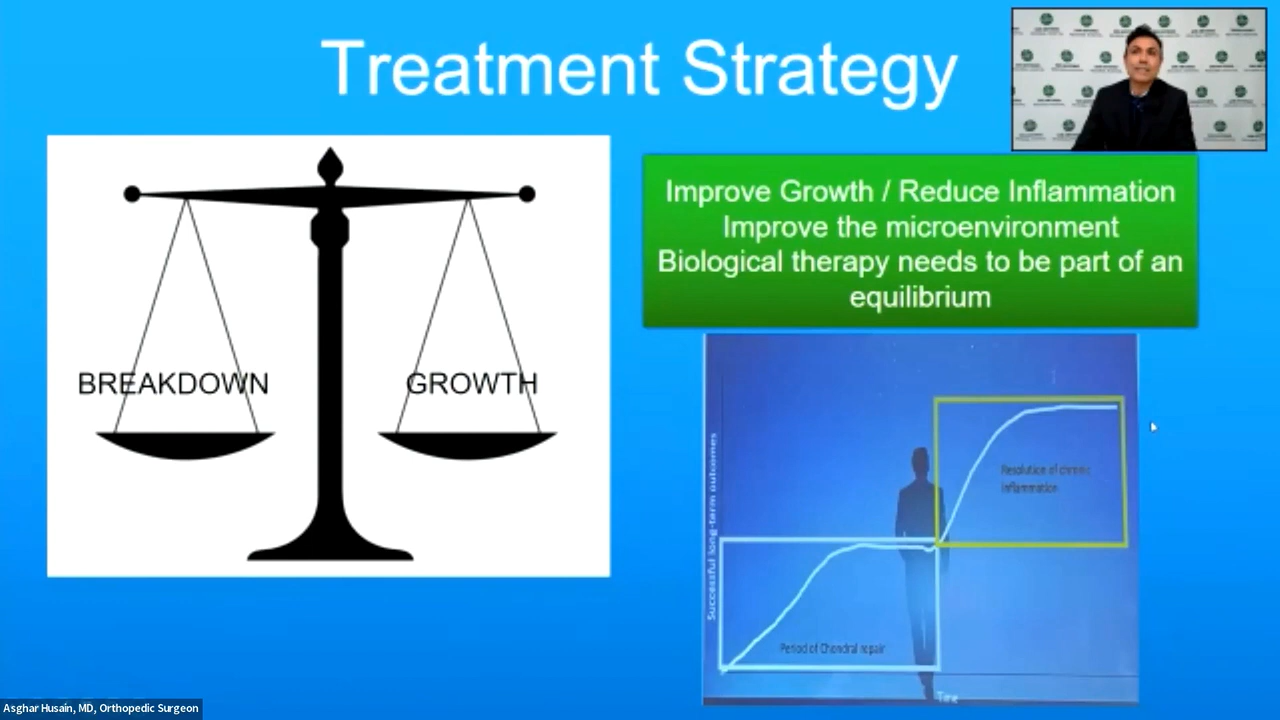 Treatment Strategy
BREAKDOWN
GROWTH
Improve Growth / Reduce Inflammation
Improve the microenvironment
Biological therapy needs to be part of an
equilibrium
Successful long-term outcomes
Resolution of chronic
inflammation
Period of Chondral repair
Time
Asghar Husain, MD, Orthopedic Surgeon